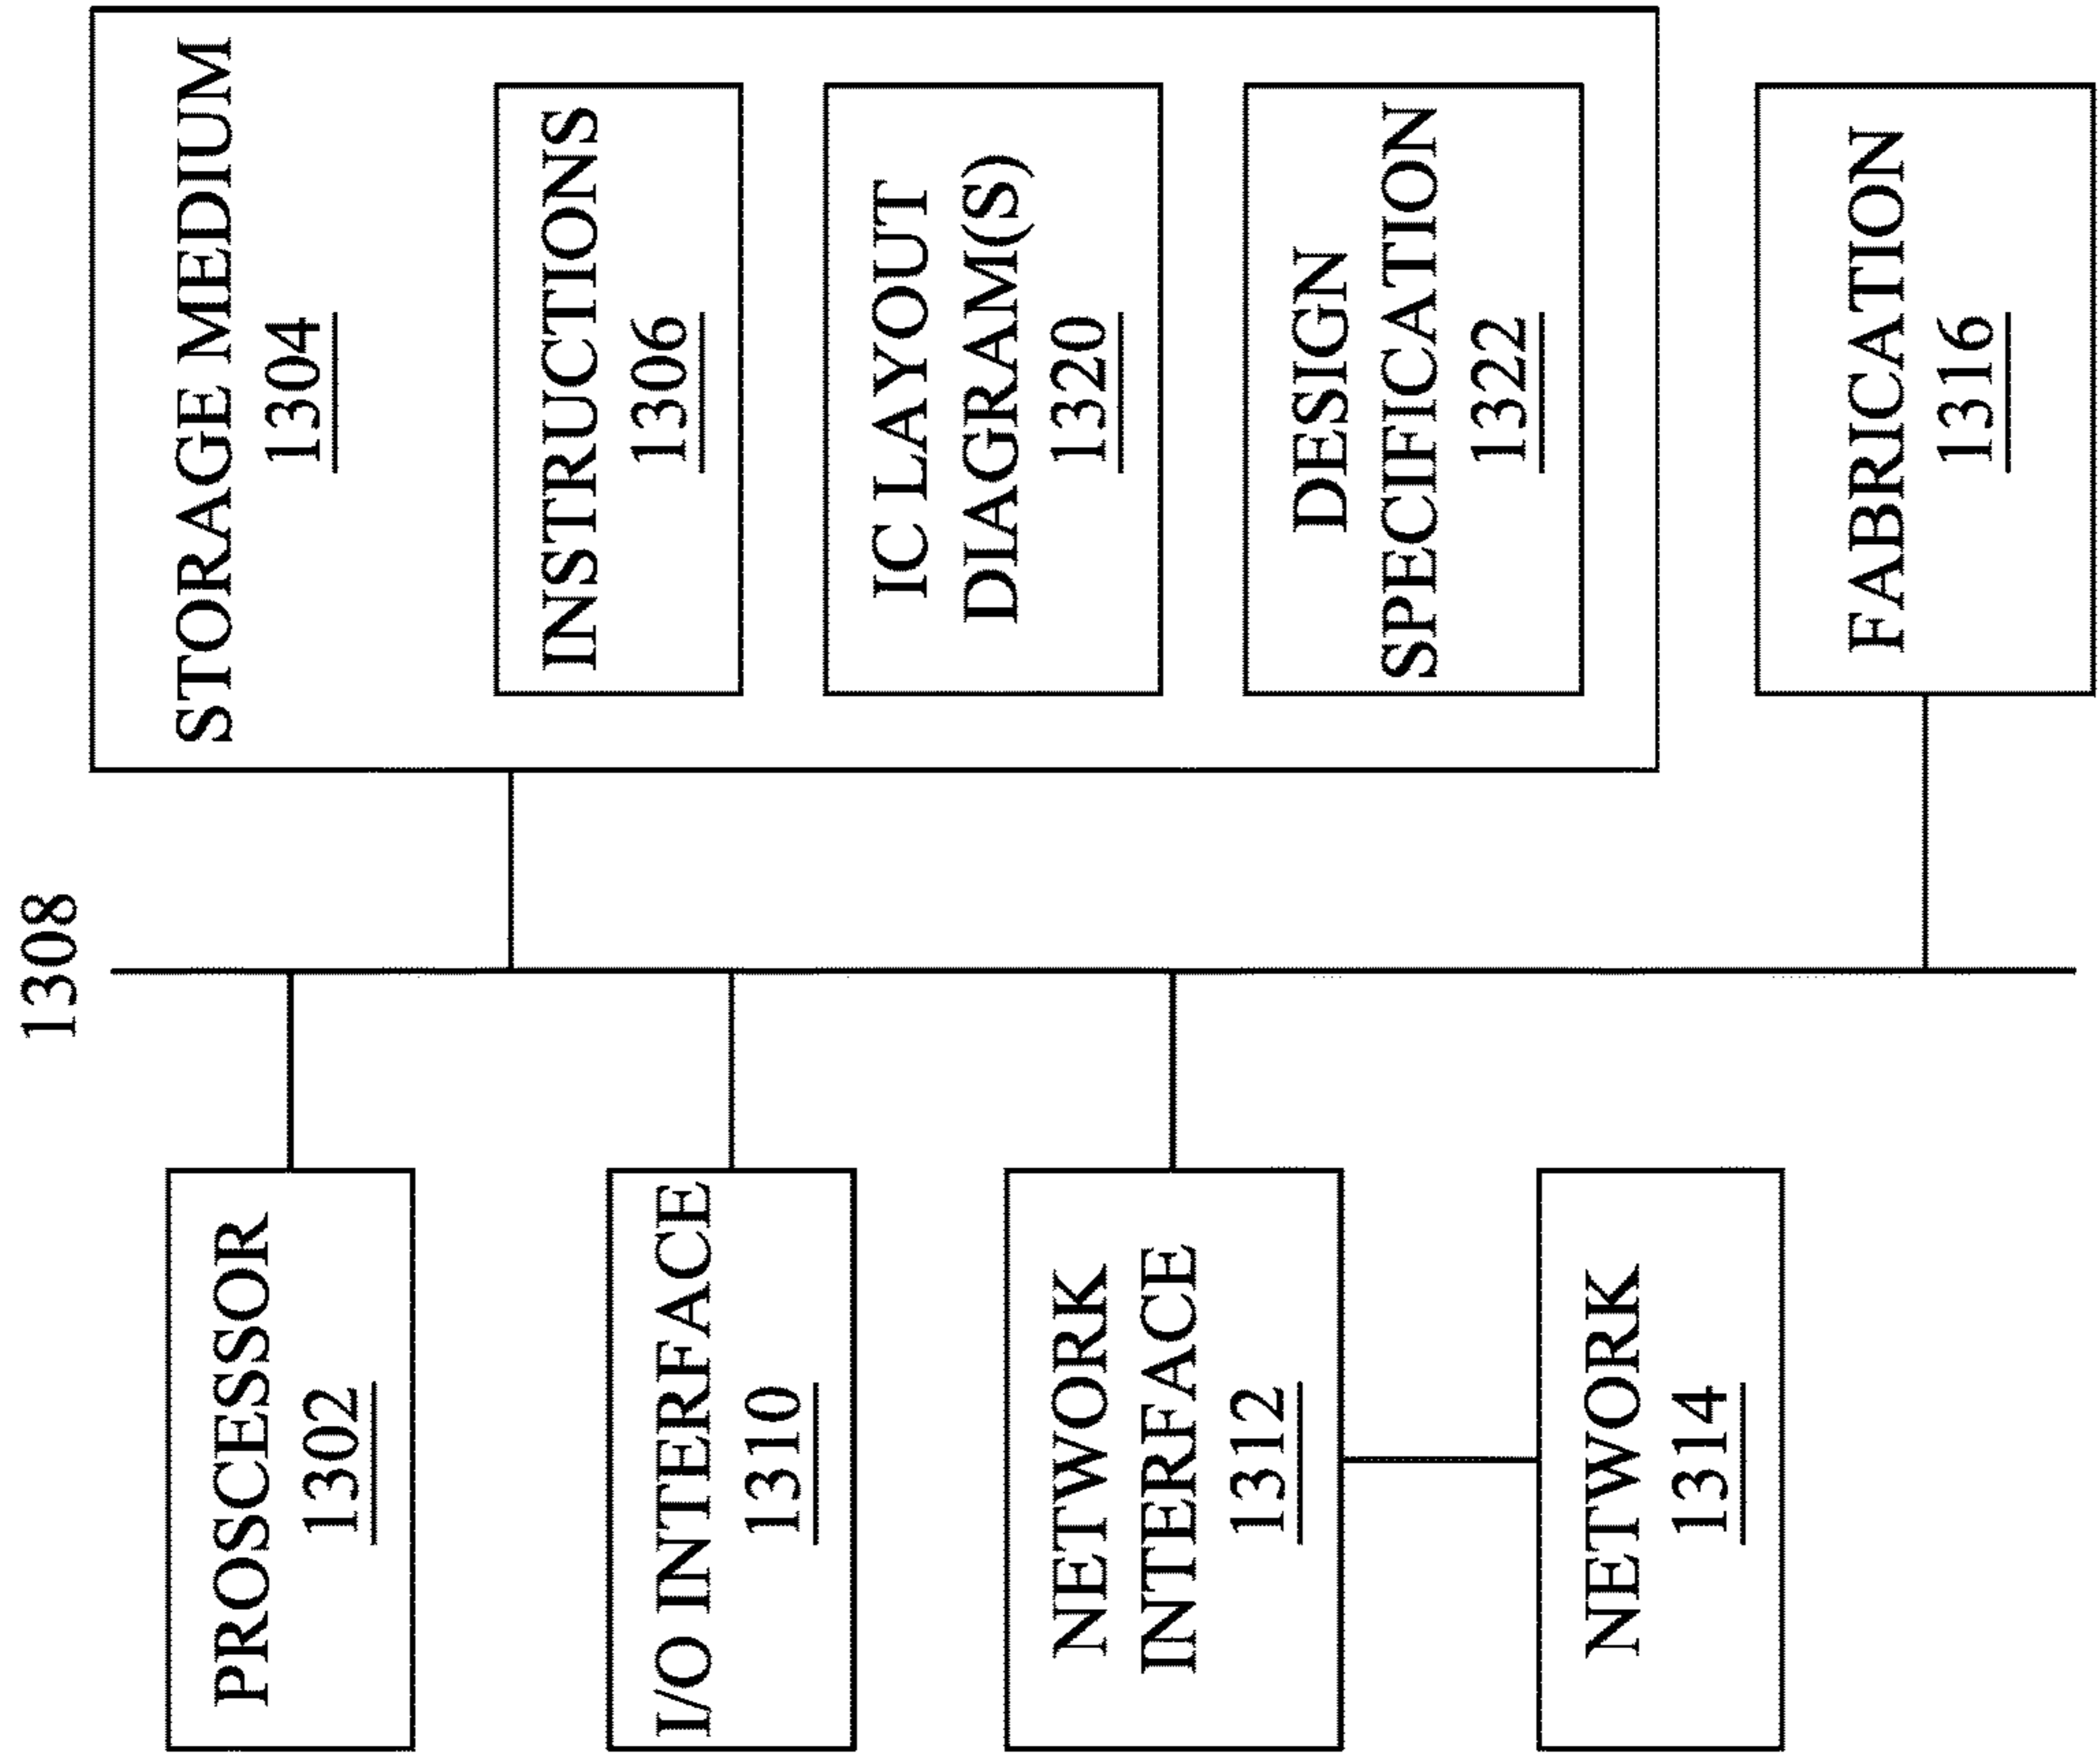 1308
PROSCESSOR
1302
I/O INTERFACE
1310
NETWORK
INTERFACE
1312
NETWORK
1314
STORAGE MEDIUM
1304
INSTRUCTIONS
1306
IC LAYOUT
DIAGRAM(S)
1320
DESIGN
SPECIFICATION
1322
FABRICATION
1316